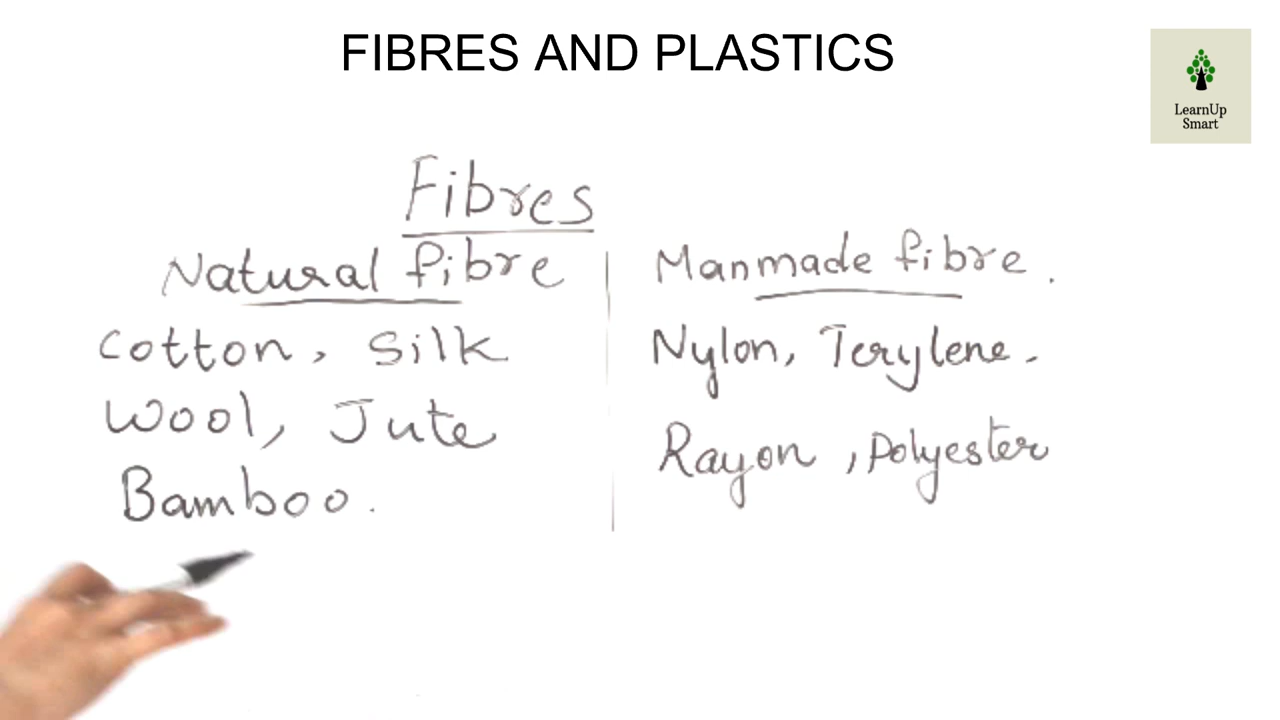 FIBRES AND PLASTICS
LearnUp
Smart
Fibres
Natural fibre
Manmade fibre.
Cotton, Silk
Nylon, Terylene.
Wool, Jute
Rayon, Polyester
Bamboo.